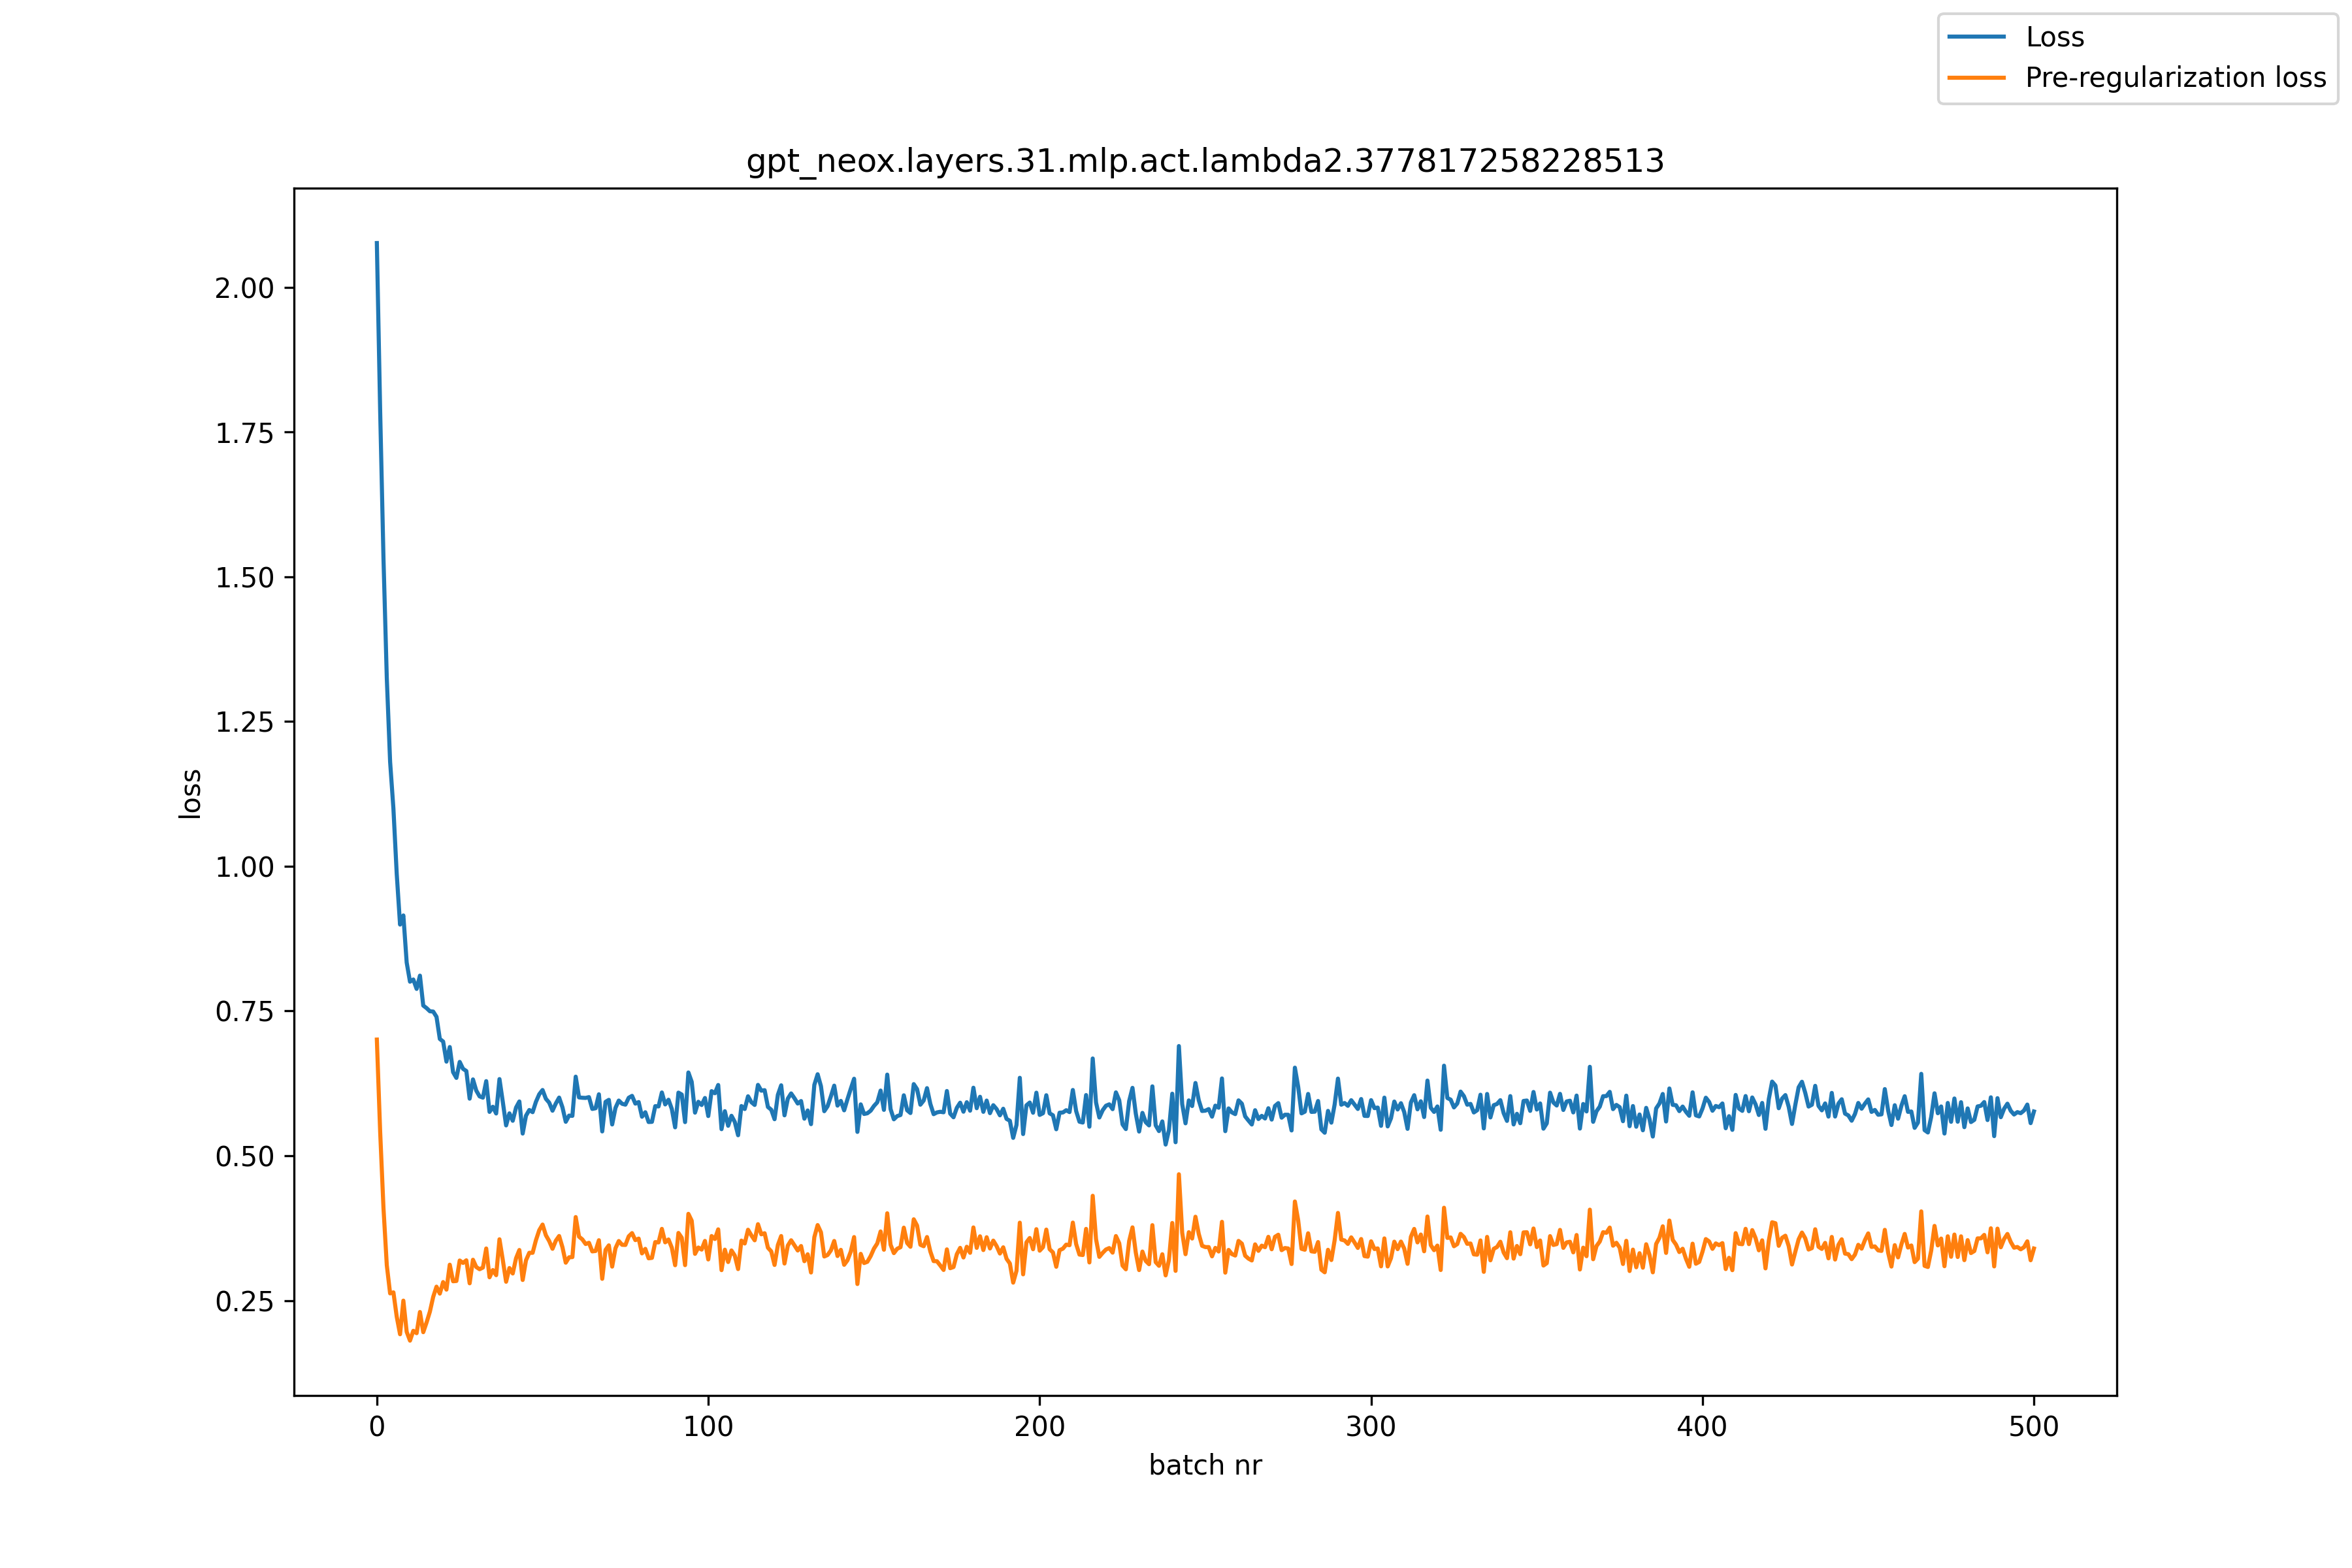 Loss
Pre-regularization loss
gpt_neox.layers.31.mlp.act.lambda2.377817258228513
2.00
1.75
1.50
1.25
1.00
0.75
0.50
0.25
loss
0 100 200 300 400 500
batch nr